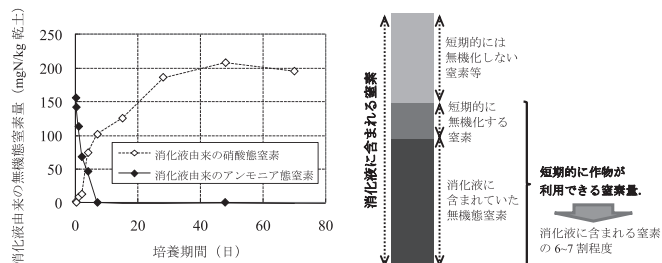 消化液由来の無機態窒素量(mgN/kg 乾土)
250
200
150
100
50
0
消化液由来の硝酸態窒素
消化液由来のアンモニア態窒素
0
20
40
60
80
培養期間(日)
消化液に含まれる窒素
短期的には
無機化しない
窒素等
短期的に
無機化する
窒素
消化液に
含まれていた
無機態窒素
短期的に作物が
利用できる窒素量.
消化液に含まれる窒素
の 6~7 割程度